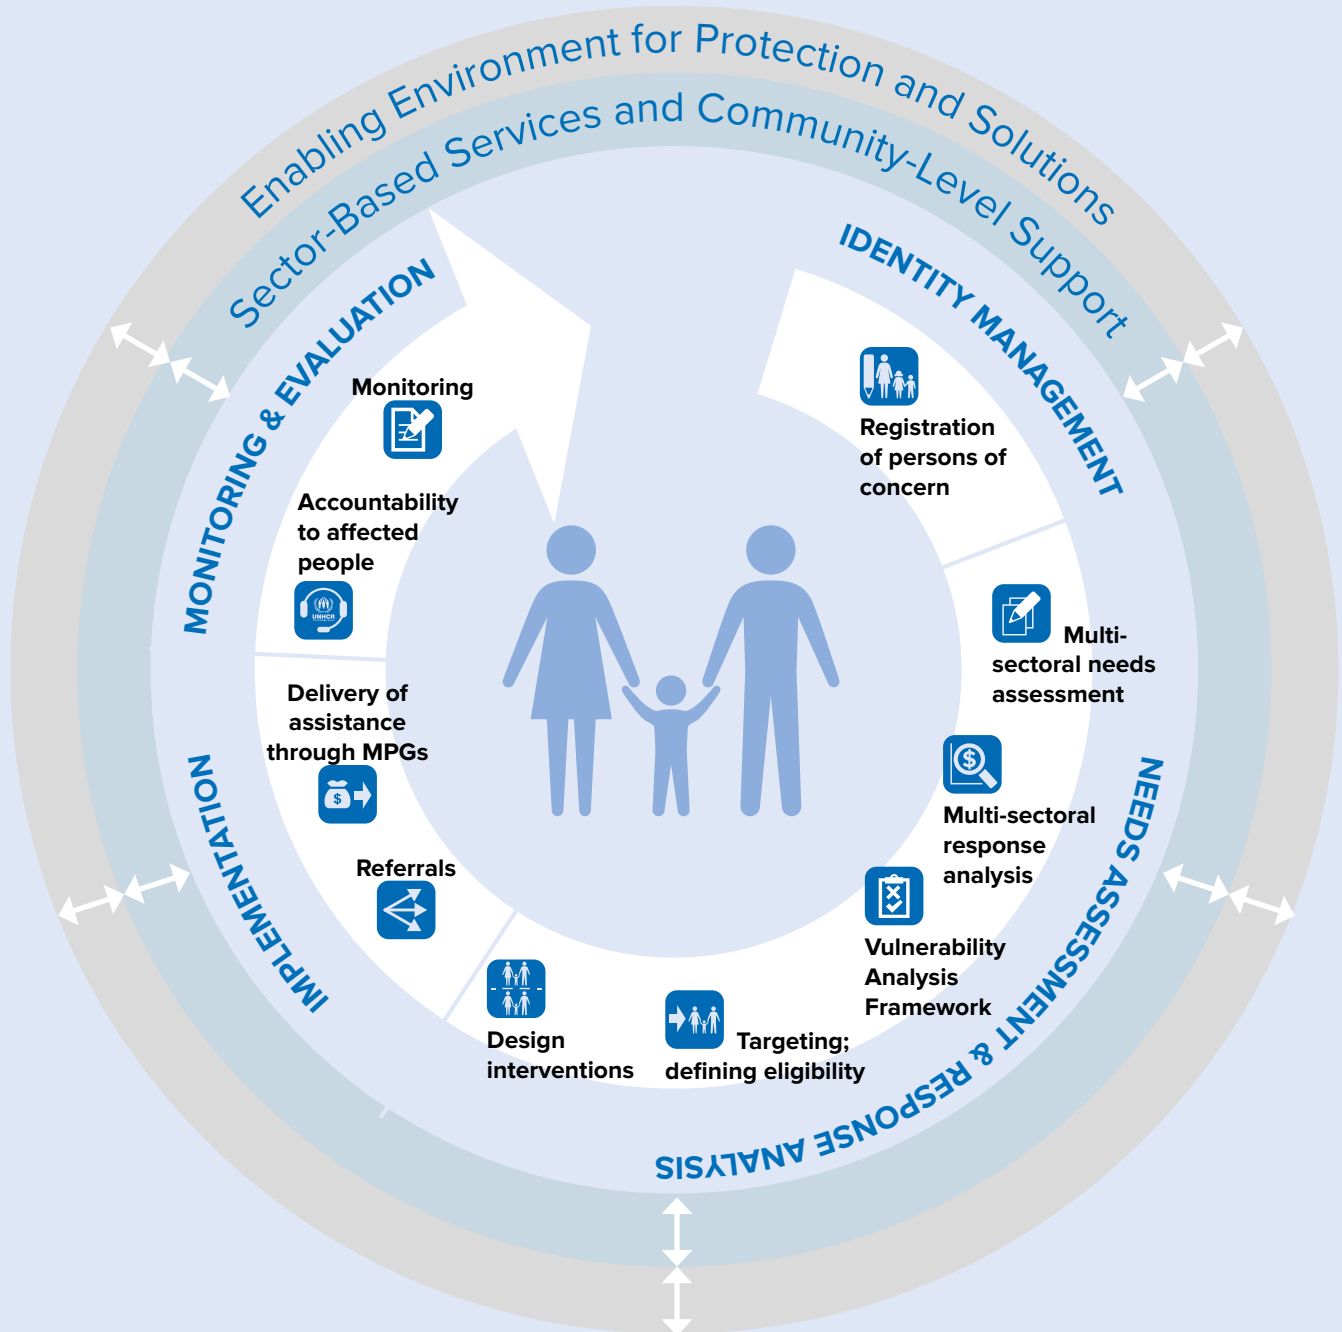 Enabling Environment for Protection and Solutions
Sector-Based Services and Community-Level Support
IDENTITY MANAGEMENT
Registration
of persons of
concern
NEEDS ASSESSMENT & RESPONSE ANALYSIS
Multi-
sectoral needs
assessment
$
Multi-sectoral
response
analysis
Vulnerability
Analysis
Framework
Targeting;
defining eligibility
Design
interventions
IMPLEMENTATION
Referrals
Delivery of
assistance
through MPGs
$
MONITORING & EVALUATION
Accountability
to affected
people
UNHCR
Monitoring